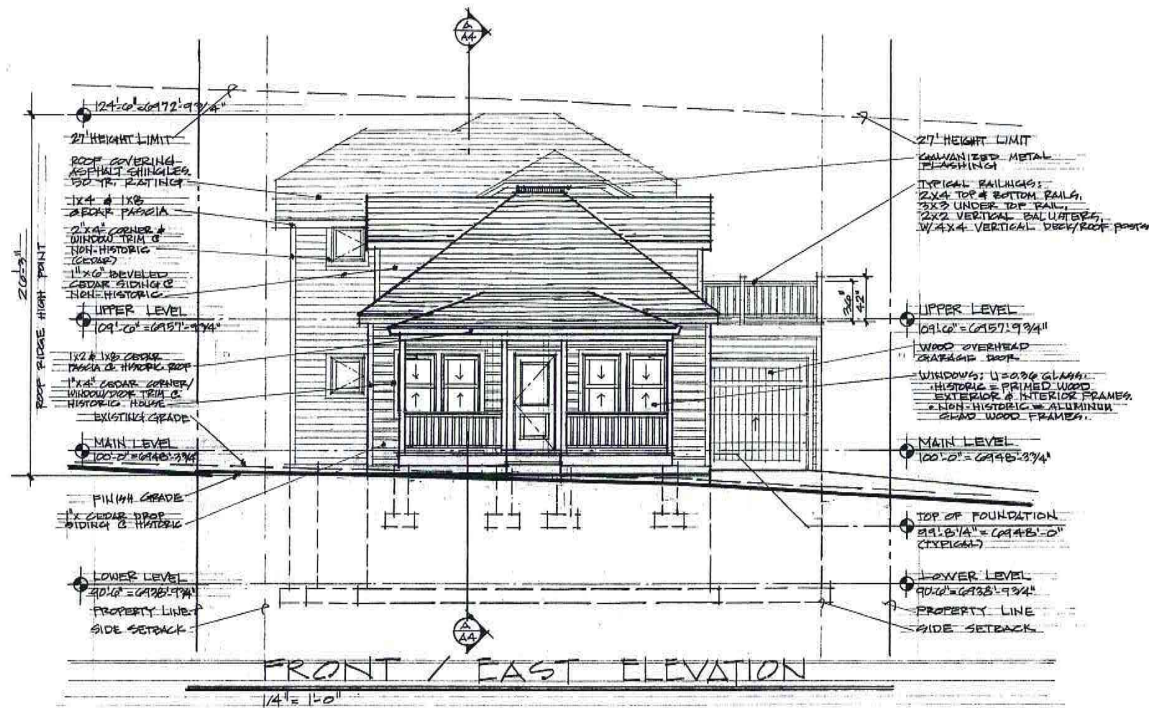 A
A4
124'-6"=6972'-9 3/4"
27' HEIGHT LIMIT
ROOF COVERING-
ASPHALT SHINGLES.
50 YR. RATING
1X4 & 1X8
CEDAR FASCIA
2"X4" CORNER &
WINDOW TRIM @
NON-HISTORIC
(CEDAR)
1"X6" BEVELED
CEDAR SIDING @
NON-HISTORIC
UPPER LEVEL
109'-6"=6957'-9 3/4"
26'-3"
ROOF RIDGE HIGH POINT
1X2 & 1X8 CEDAR
FASCIA @ HISTORIC ROOF
1"X4" CEDAR CORNER/
WINDOW/DOOR TRIM @
HISTORIC HOUSE
EXISTING GRADE
MAIN LEVEL
100'-0"=6948'-3 3/4"
FINISH GRADE
1"X CEDAR DROP
SIDING @ HISTORIC
LOWER LEVEL
90'-6"=6938'-9 3/4"
PROPERTY LINE
SIDE SETBACK
27' HEIGHT LIMIT
GALVANIZED METAL
FLASHING
TYPICAL RAILINGS:
2X4 TOP & BOTTOM RAILS,
3X3 UNDER TOP RAIL,
2X2 VERTICAL BALUSTERS,
W/ 4X4 VERTICAL DECK/ROOF POSTS
36"
42"
UPPER LEVEL
109'-6"=6957'-9 3/4"
WOOD OVERHEAD
GARAGE DOOR
WINDOWS: U=0.36 GLASS.
• HISTORIC = PRIMED WOOD
EXTERIOR & INTERIOR FRAMES.
• NON-HISTORIC = ALUMINUM
CLAD WOOD FRAMES.
MAIN LEVEL
100'-0"=6948'-3 3/4"
TOP OF FOUNDATION
99'-8 1/4"=6948'-0"
(TYPICAL)
LOWER LEVEL
90'-6"=6938'-9 3/4"
PROPERTY LINE
SIDE SETBACK
A
A4
FRONT / EAST ELEVATION
1/4"=1'-0"